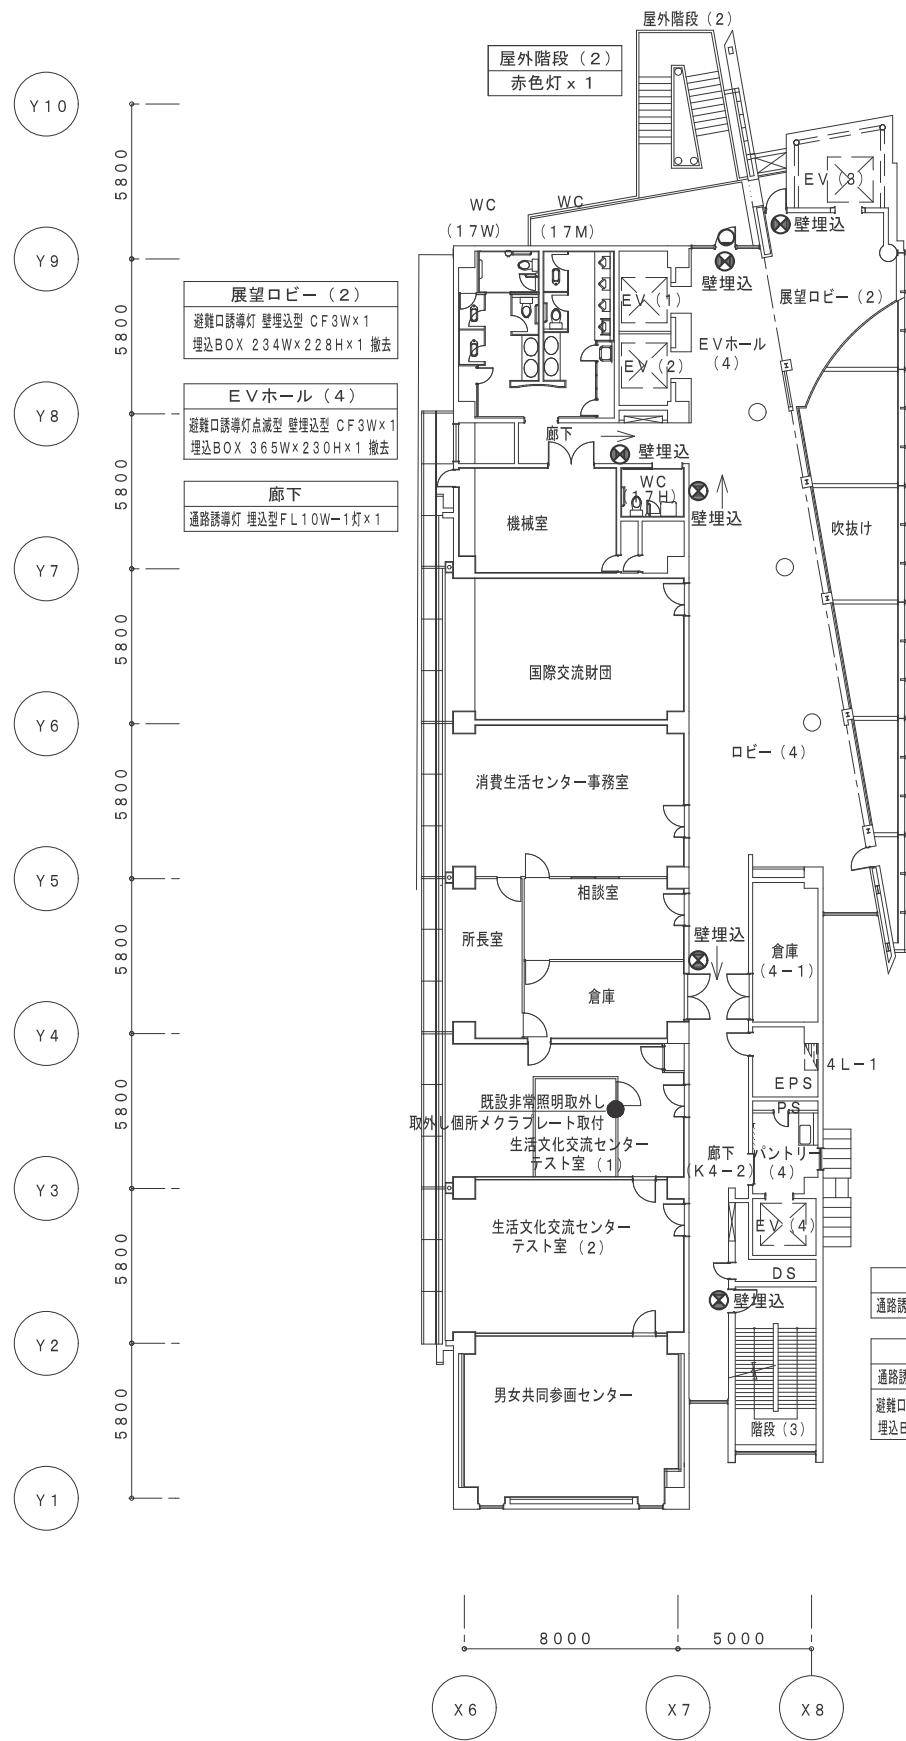 屋外階段（2）
屋外階段（2）
赤色灯x1
Y10
5800
EV（3）
WC
（17W）
WC
（17M）
壁埋込
Y9
展望ロビー（2）
避難口誘導灯 壁埋込型 CF3W×1
埋込BOX 234W×228H×1 撤去
壁埋込
展望ロビー（2）
EV（1）
5800
EVホール
（4）
EV（2）
EVホール（4）
避難口誘導灯点滅型 壁埋込型 CF3W×1
埋込BOX 365W×230H×1 撤去
Y8
廊下
壁埋込
5800
廊下
通路誘導灯 埋込型FL10W-1灯×1
WC
（17H）
壁埋込
機械室
吹抜け
Y7
5800
国際交流財団
Y6
ロビー（4）
消費生活センター事務室
5800
Y5
相談室
所長室
壁埋込
5800
倉庫
（4-1）
倉庫
Y4
4L-1
EPS
5800
既設非常照明取外し
取外し個所メクラプレート取付
PS
生活文化交流センター
テスト室（1）
廊下
（K4-2）
パントリー
（4）
Y3
生活文化交流センター
テスト室（2）
EV（4）
5800
DS
壁埋込
通路誘
Y2
通路誘
避難口
埋込B
男女共同参画センター
5800
階段（3）
Y1
8000
5000
X6
X7
X8